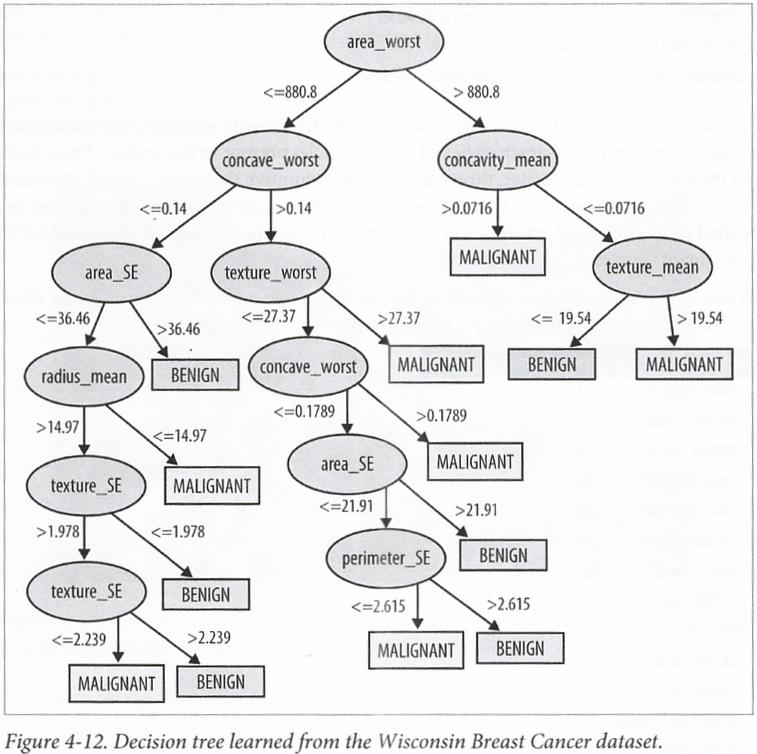 area_worst
<=880.8
> 880.8
concave_worst
concavity_mean
<=0.14
>0.14
>0.0716
<=0.0716
area_SE
texture_worst
MALIGNANT
texture_mean
<=36.46
>36.46
<=27.37
>27.37
<= 19.54
> 19.54
radius_mean
BENIGN
concave_worst
MALIGNANT
BENIGN
MALIGNANT
>14.97
<=14.97
<=0.1789
>0.1789
texture_SE
MALIGNANT
area_SE
MALIGNANT
>1.978
<=1.978
<=21.91
>21.91
texture_SE
BENIGN
perimeter_SE
BENIGN
<=2.239
>2.239
<=2.615
>2.615
MALIGNANT
BENIGN
MALIGNANT
BENIGN
Figure 4-12. Decision tree learned from the Wisconsin Breast Cancer dataset.